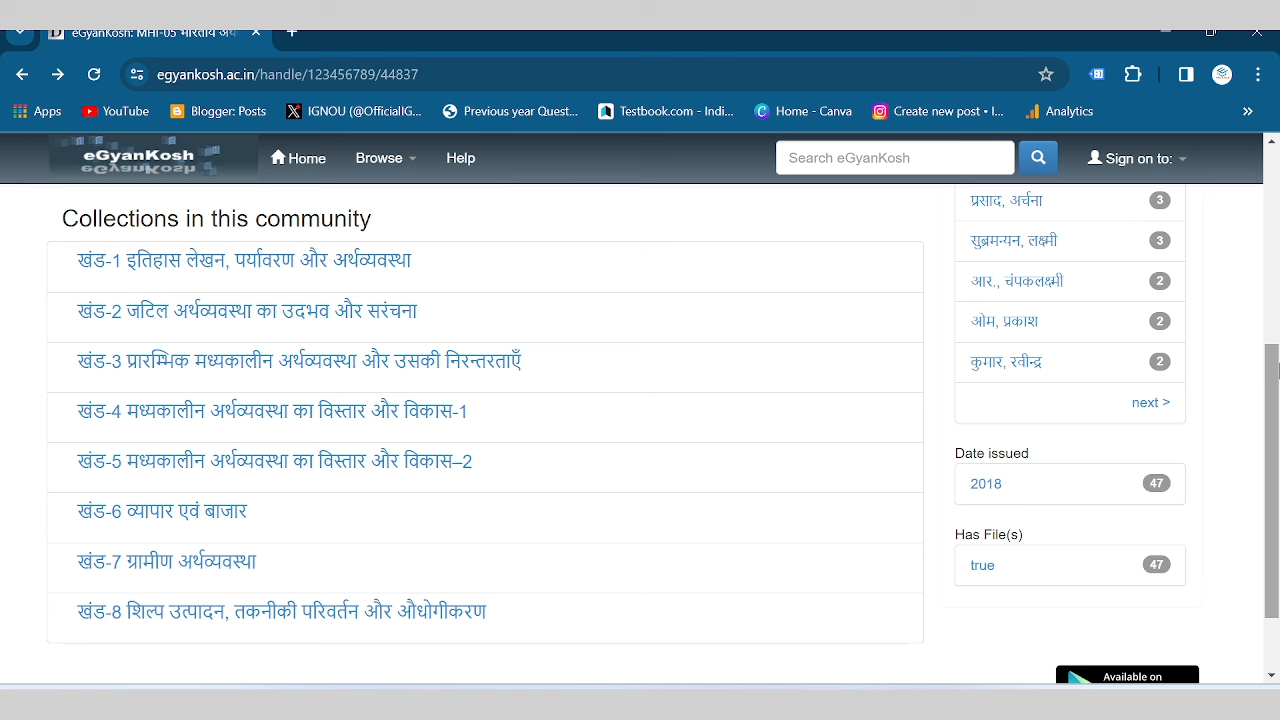 eGyanKosh: MHI-05 भारतीय अर्थ
egyankosh.ac.in/handle/123456789/44837
Apps YouTube Blogger: Posts IGNOU (@OfficialIG... Previous year Quest... Testbook.com - Indi... Home - Canva Create new post • I... Analytics »
eGyanKosh Home Browse Help Search eGyanKosh Sign on to:
Collections in this community
खंड-1 इतिहास लेखन, पर्यावरण और अर्थव्यवस्था
खंड-2 जटिल अर्थव्यवस्था का उदभव और सरंचना
खंड-3 प्रारम्भिक मध्यकालीन अर्थव्यवस्था और उसकी निरन्तरताएँ
खंड-4 मध्यकालीन अर्थव्यवस्था का विस्तार और विकास-1
खंड-5 मध्यकालीन अर्थव्यवस्था का विस्तार और विकास–2
खंड-6 व्यापार एवं बाजार
खंड-7 ग्रामीण अर्थव्यवस्था
खंड-8 शिल्प उत्पादन, तकनीकी परिवर्तन और औधोगीकरण
प्रसाद, अर्चना 3
सुब्रमन्यन, लक्ष्मी 3
आर., चंपकलक्ष्मी 2
ओम, प्रकाश 2
कुमार, रवीन्द्र 2
next >
Date issued
2018 47
Has File(s)
true 47
Available on